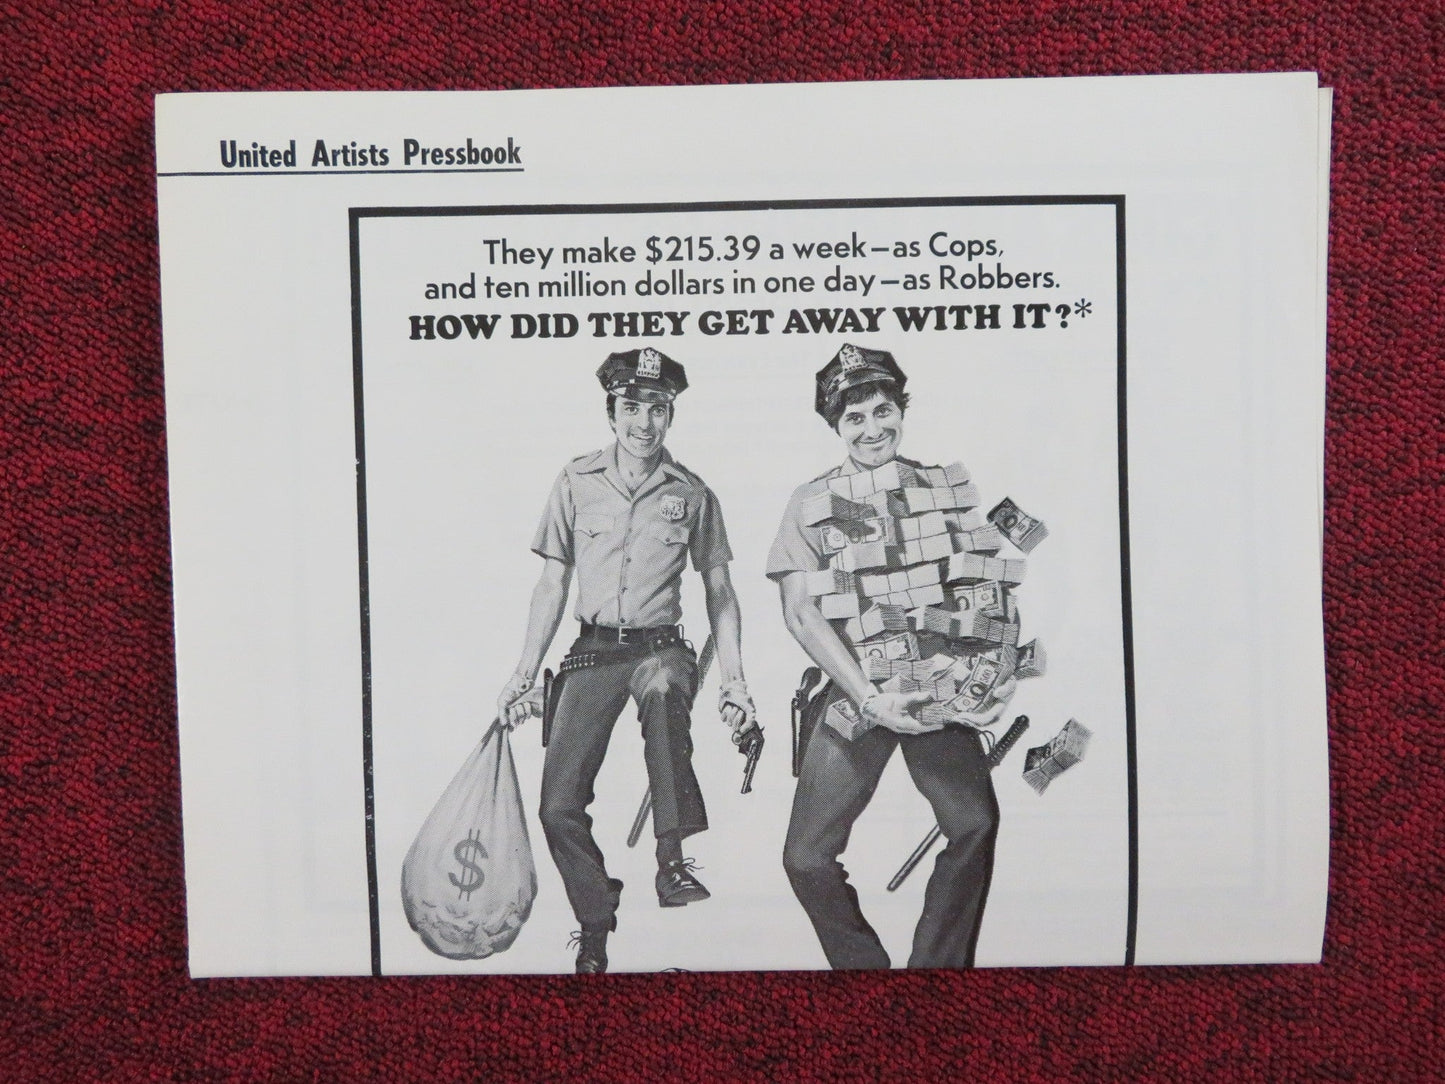 United Artists Pressbook
They make $215.39 a week—as Cops,
and ten million dollars in one day—as Robbers.
HOW DID THEY GET AWAY WITH IT?*
$